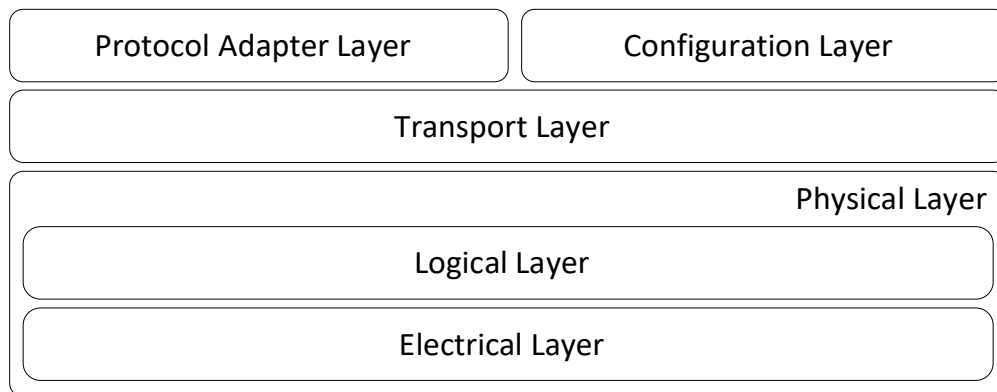 Protocol Adapter Layer
Configuration Layer
Transport Layer
Physical Layer
Logical Layer
Electrical Layer